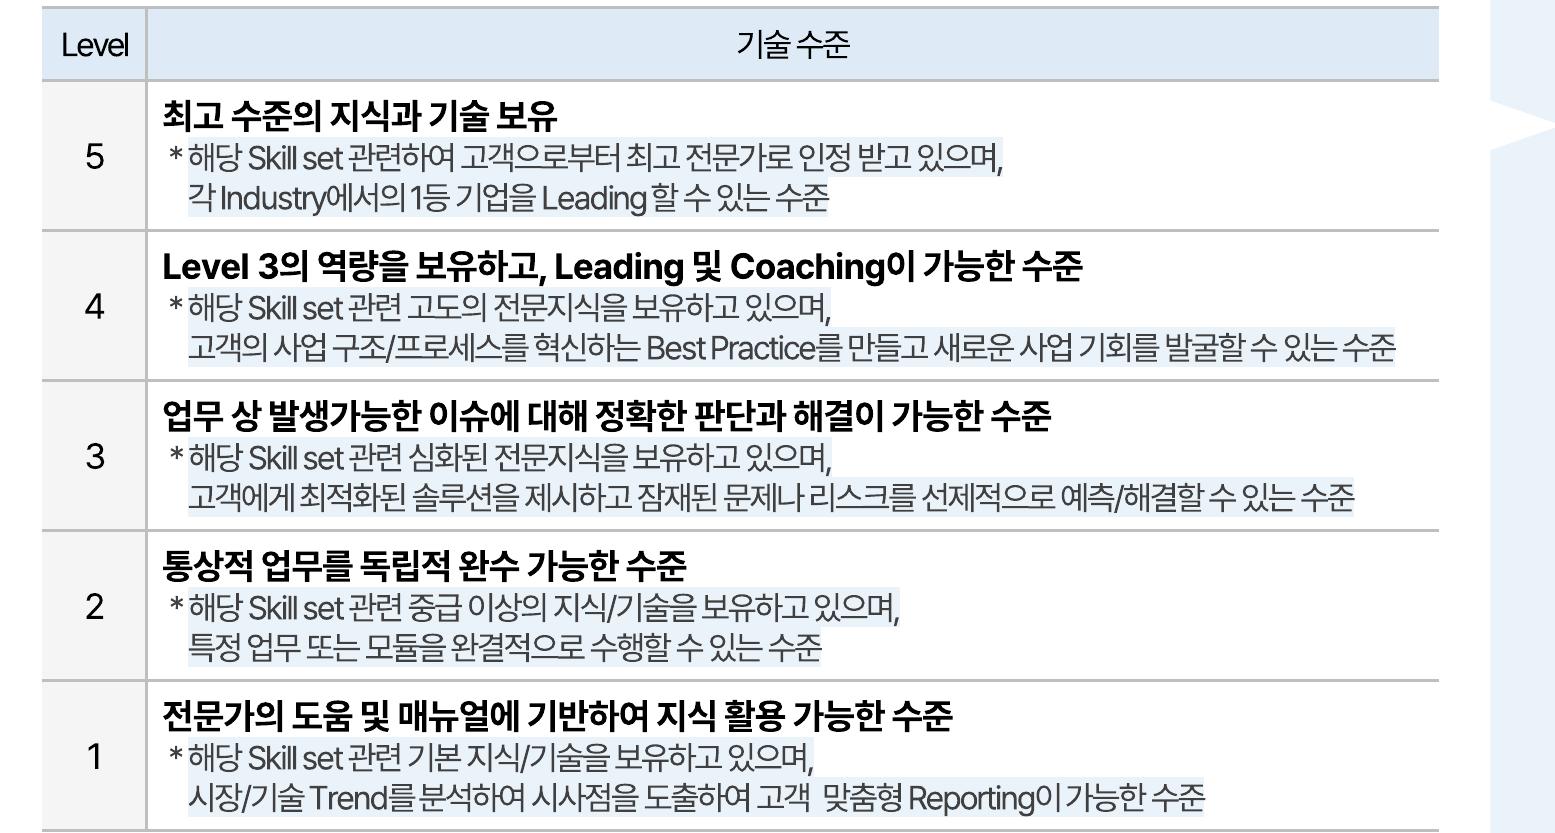 Level 기술 수준
5
최고 수준의 지식과 기술 보유
* 해당 Skill set 관련하여 고객으로부터 최고 전문가로 인정 받고 있으며,
각 Industry에서의 1등 기업을 Leading 할 수 있는 수준
4
Level 3의 역량을 보유하고, Leading 및 Coaching이 가능한 수준
* 해당 Skill set 관련 고도의 전문지식을 보유하고 있으며,
고객의 사업 구조/프로세스를 혁신하는 Best Practice를 만들고 새로운 사업 기회를 발굴할 수 있는 수준
3
업무 상 발생가능한 이슈에 대해 정확한 판단과 해결이 가능한 수준
* 해당 Skill set 관련 심화된 전문지식을 보유하고 있으며,
고객에게 최적화된 솔루션을 제시하고 잠재된 문제나 리스크를 선제적으로 예측/해결할 수 있는 수준
2
통상적 업무를 독립적 완수 가능한 수준
* 해당 Skill set 관련 중급 이상의 지식/기술을 보유하고 있으며,
특정 업무 또는 모듈을 완결적으로 수행할 수 있는 수준
1
전문가의 도움 및 매뉴얼에 기반하여 지식 활용 가능한 수준
* 해당 Skill set 관련 기본 지식/기술을 보유하고 있으며,
시장/기술 Trend를 분석하여 시사점을 도출하여 고객 맞춤형 Reporting이 가능한 수준